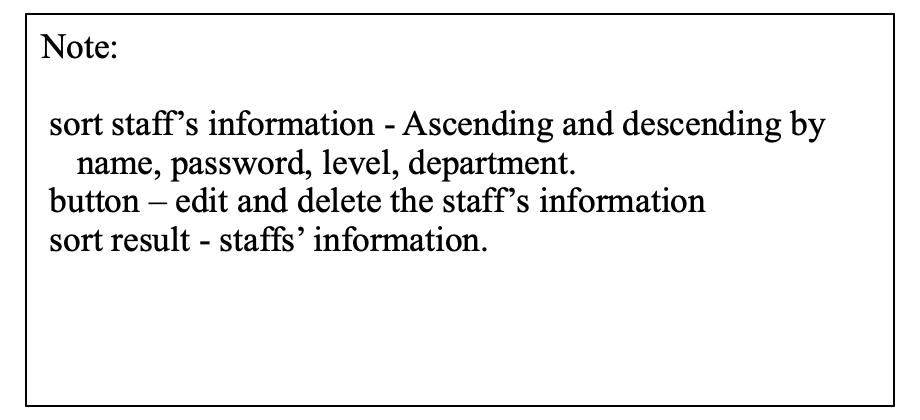 Note:
sort staff’s information - Ascending and descending by
name, password, level, department.
button – edit and delete the staff’s information
sort result - staffs’ information.